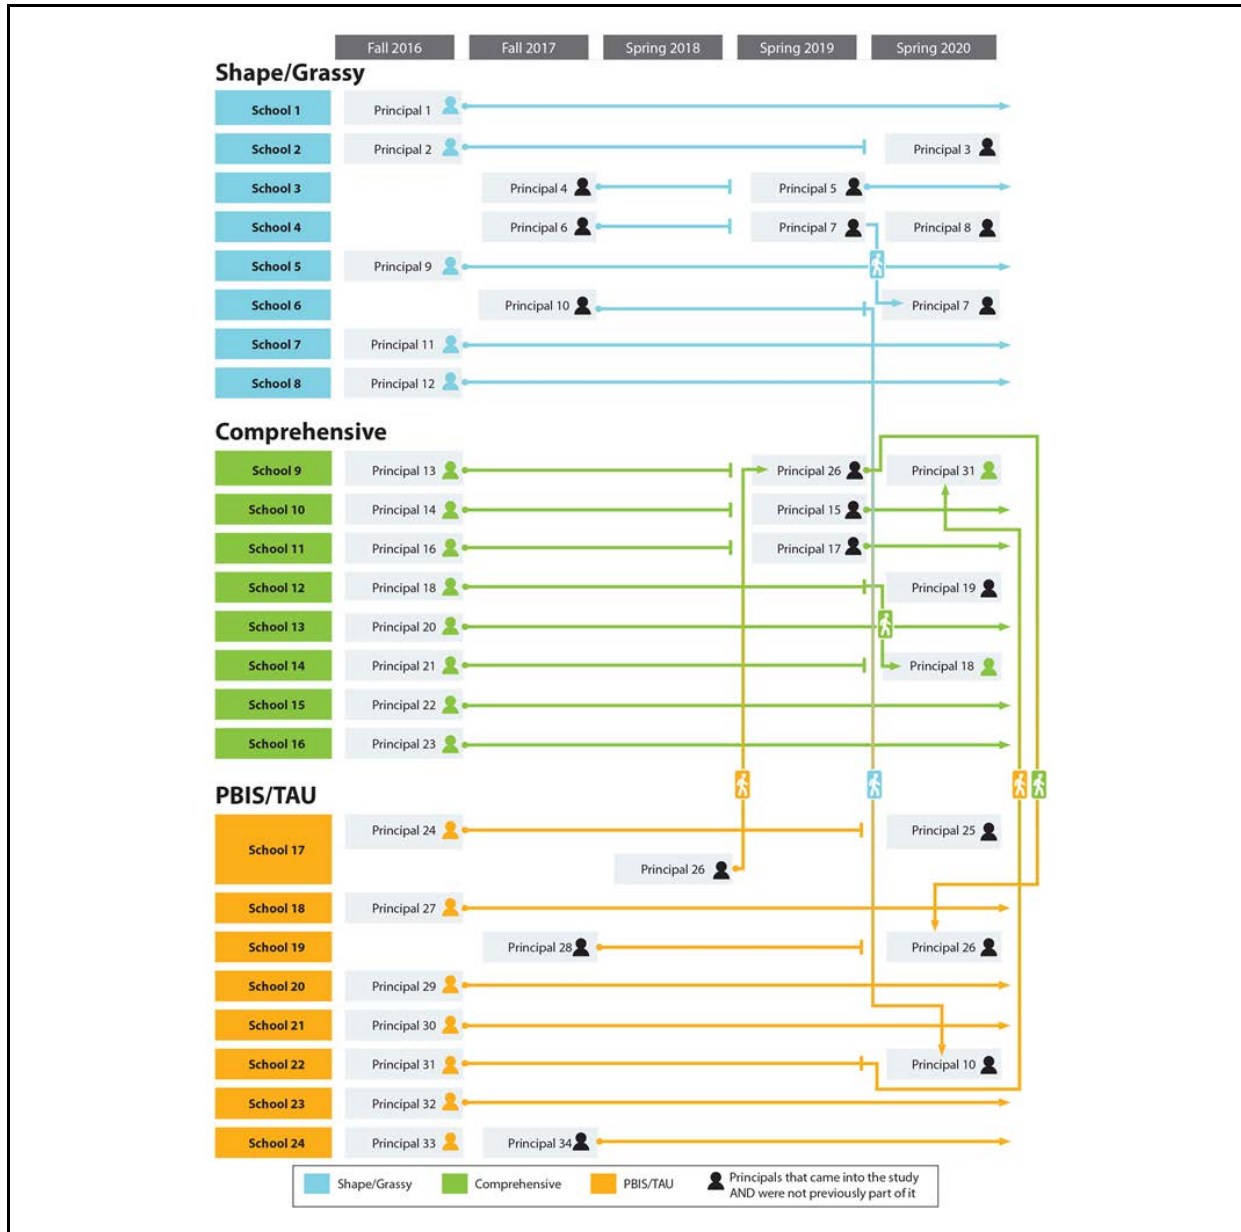 Fall 2016 Fall 2017 Spring 2018 Spring 2019 Spring 2020
Shape/Grassy
School 1 Principal 1
School 2 Principal 2 Principal 3
School 3 Principal 4 Principal 5
School 4 Principal 6 Principal 7 Principal 8
School 5 Principal 9
School 6 Principal 10 Principal 7
School 7 Principal 11
School 8 Principal 12
Comprehensive
School 9 Principal 13 Principal 26 Principal 31
School 10 Principal 14 Principal 15
School 11 Principal 16 Principal 17
School 12 Principal 18 Principal 19
School 13 Principal 20
School 14 Principal 21 Principal 18
School 15 Principal 22
School 16 Principal 23
PBIS/TAU
Principal 24 Principal 25
School 17
Principal 26
School 18 Principal 27
School 19 Principal 28 Principal 26
School 20 Principal 29
School 21 Principal 30
School 22 Principal 31 Principal 10
School 23 Principal 32
School 24 Principal 33 Principal 34
Shape/Grassy Comprehensive PBIS/TAU Principals that came into the study
AND were not previously part of it